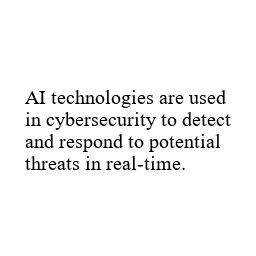 AI technologies are used
in cybersecurity to detect
and respond to potential
threats in real-time.